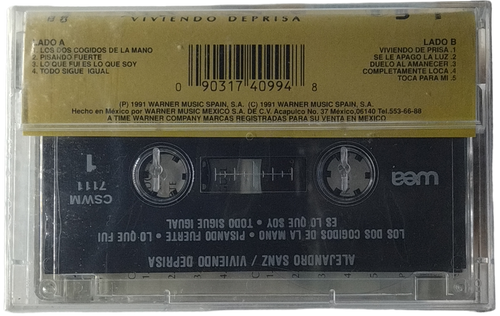 VIVIENDO DEPRISA
LADO A
1. LOS DOS COGIDOS DE LA MANO
2. PISANDO FUERTE
3. LO QUE FUI ES LO QUE SOY
4. TODO SIGUE IGUAL
LADO B
VIVIENDO DE PRISA .1
SE LE APAGO LA LUZ .2
DUELO AL AMANECER .3
COMPLETAMENTE LOCA .4
TOCA PARA MI .5
0 90317 40994 8
(P) 1991 WARNER MUSIC SPAIN, S.A. (C) 1991 WARNER MUSIC SPAIN, S.A.
Hecho en México por WARNER MUSIC MEXICO S.A. DE C.V. Acapulco No. 37 México,06140 Tel.553-66-88
A TIME WARNER COMPANY MARCAS REGISTRADAS PARA SU VENTA EN MEXICO
ALEJANDRO SANZ / VIVIENDO DEPRISA
LOS DOS COGIDOS DE LA MANO • PISANDO FUERTE • LO QUE FUI
ES LO QUE SOY • TODO SIGUE IGUAL
wea
CSWM
7111
1